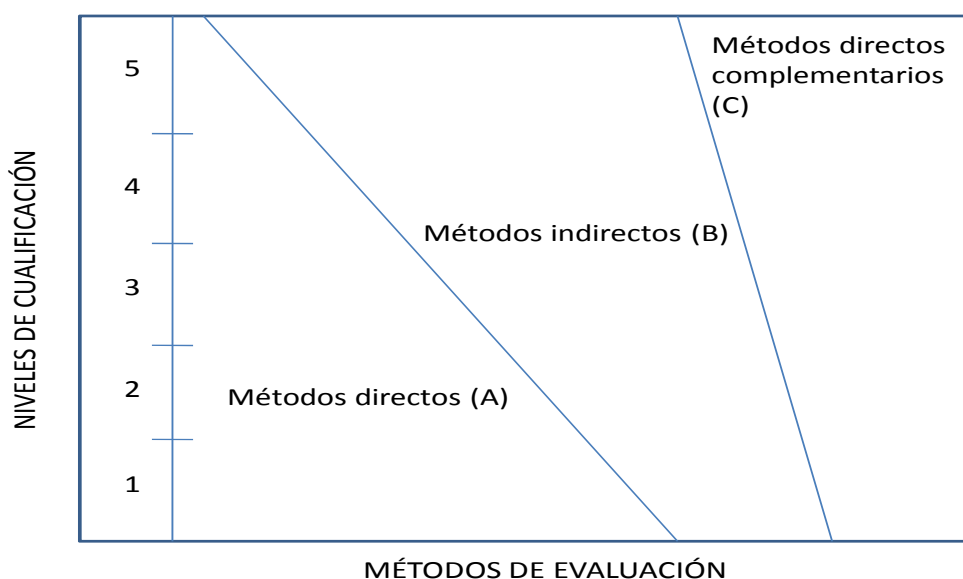 Métodos directos
complementarios
(C)
5
4
Métodos indirectos (B)
3
2
Métodos directos (A)
1
NIVELES DE CUALIFICACIÓN
MÉTODOS DE EVALUACIÓN